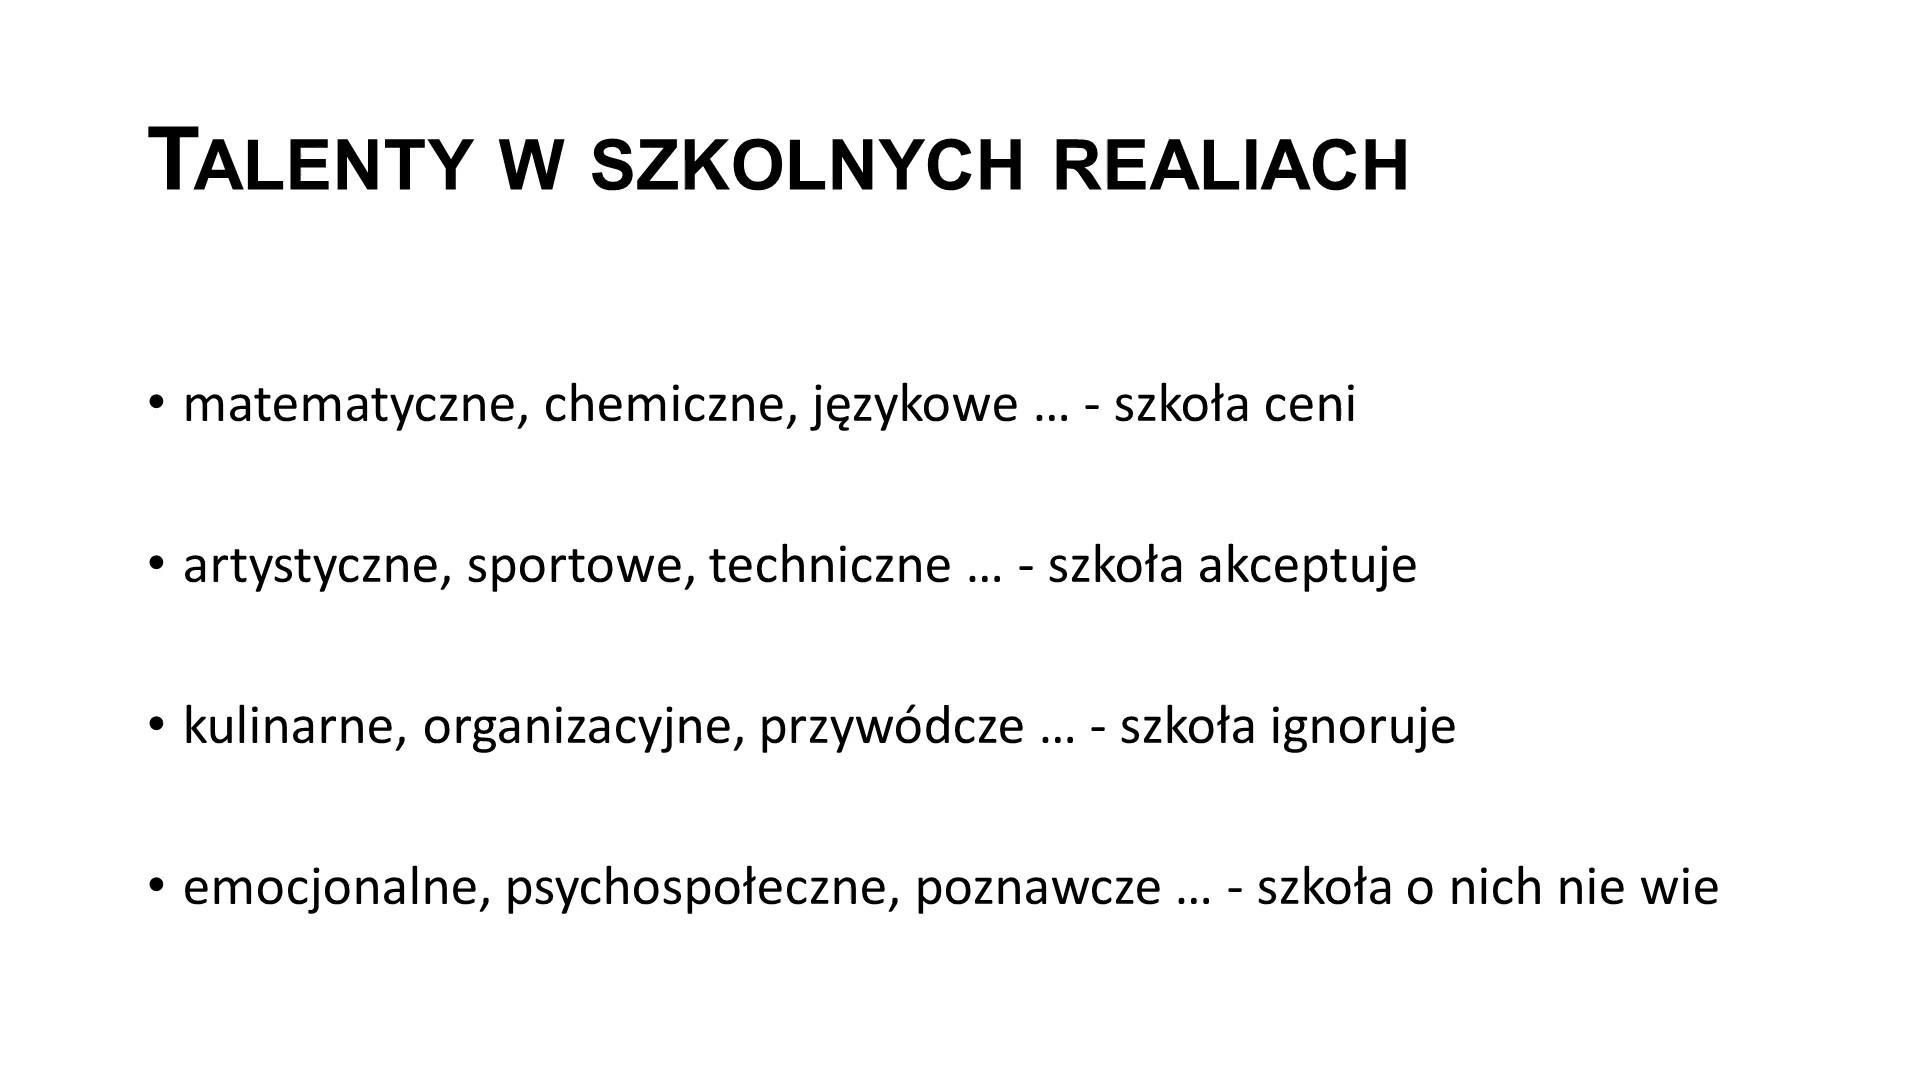 TALENTY W SZKOLNYCH REALIACH
• matematyczne, chemiczne, językowe … - szkoła ceni
• artystyczne, sportowe, techniczne … - szkoła akceptuje
• kulinarne, organizacyjne, przywódcze … - szkoła ignoruje
• emocjonalne, psychospołeczne, poznawcze … - szkoła o nich nie wie